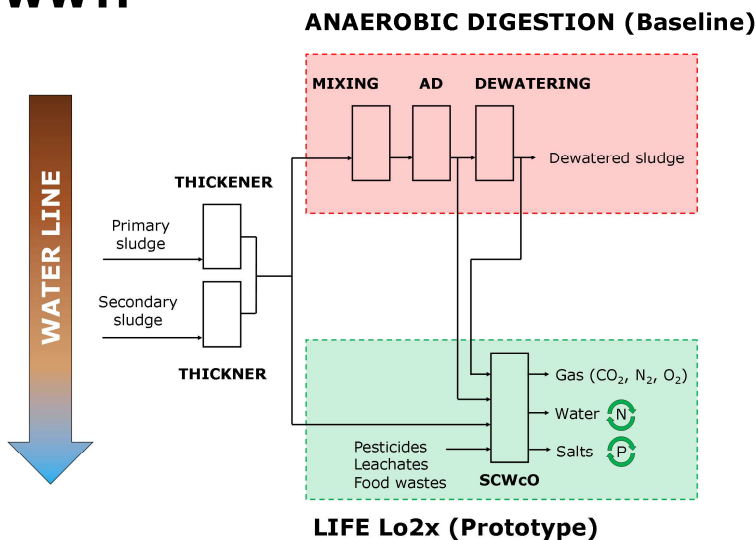 ANAEROBIC DIGESTION (Baseline)
MIXING AD DEWATERING
Dewatered sludge
WATER LINE
THICKENER
Primary
sludge
Secondary
sludge
THICKNER
Gas (CO₂, N₂, O₂)
Water N
Salts P
Pesticides
Leachates
Food wastes
SCWcO
LIFE Lo2x (Prototype)